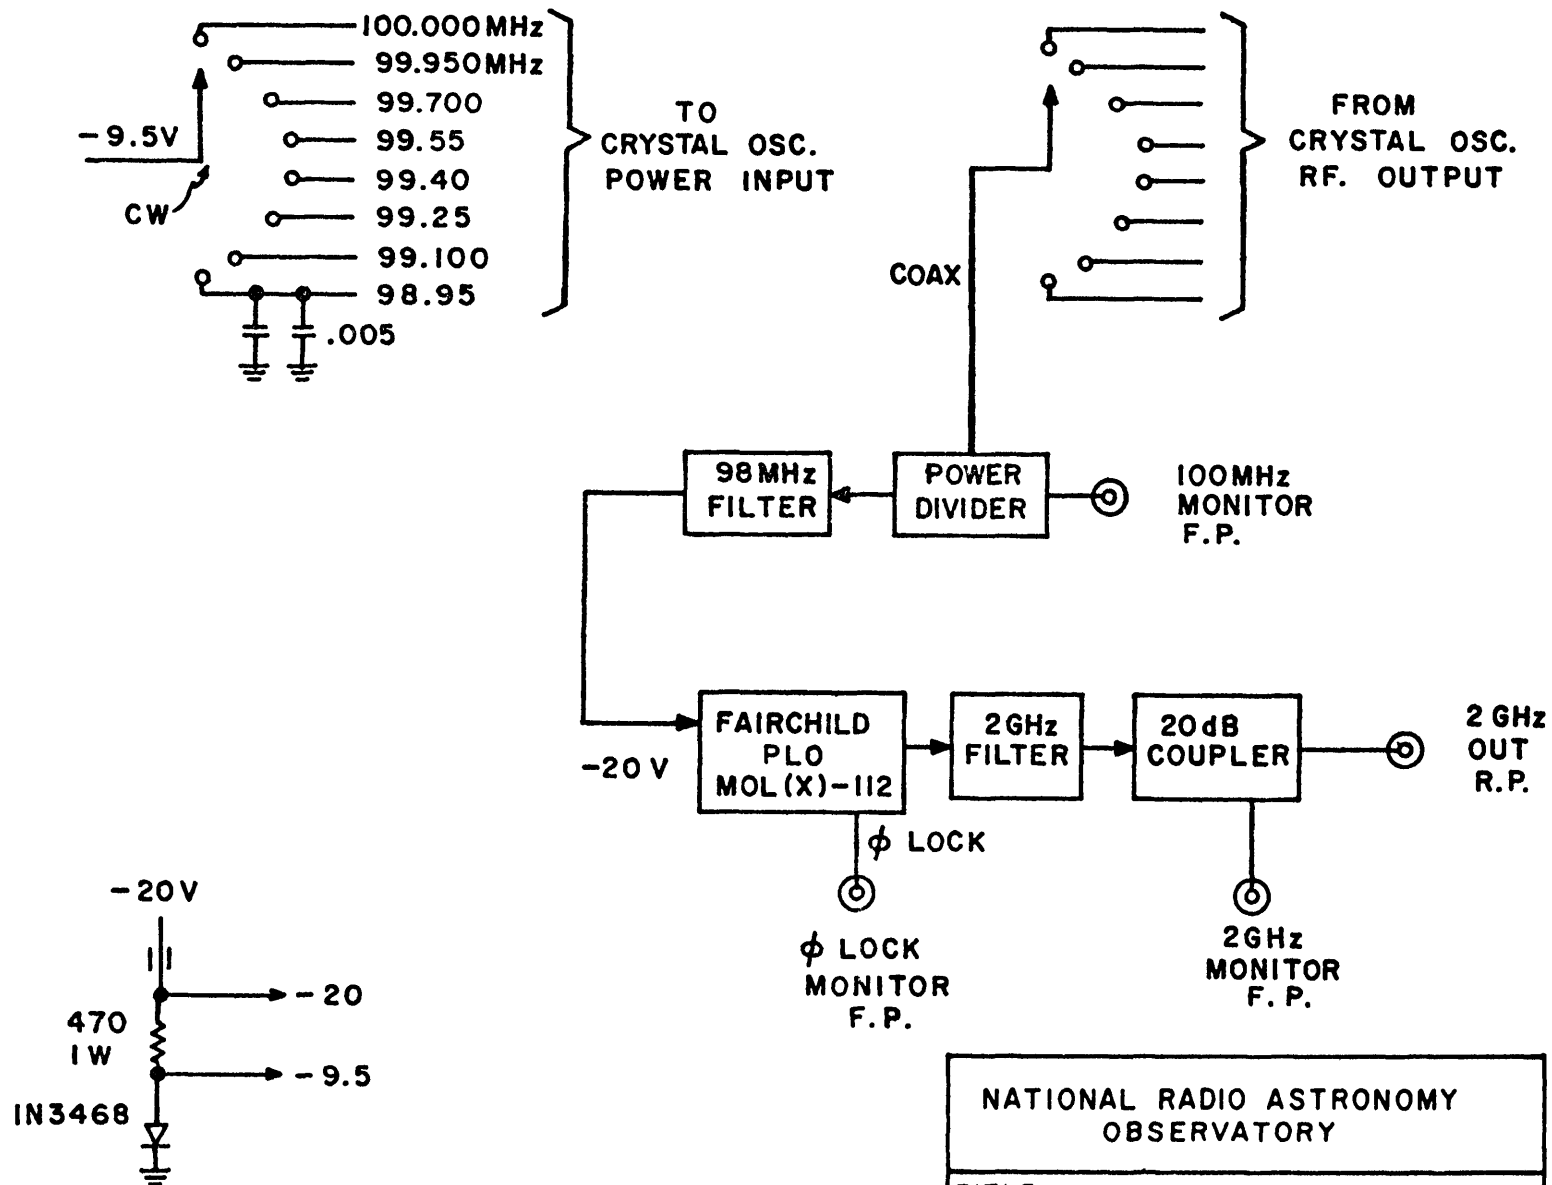 100.000MHz
99.950MHz
99.700
99.55
99.40
99.25
99.100
98.95
-9.5V
CW
.005
TO
CRYSTAL OSC.
POWER INPUT
FROM
CRYSTAL OSC.
RF. OUTPUT
COAX
98MHz
FILTER
POWER
DIVIDER
100MHz
MONITOR
F.P.
-20V
FAIRCHILD
PLO
MOL(X)-112
2GHz
FILTER
20dB
COUPLER
2GHz
OUT
R.P.
ϕ LOCK
ϕ LOCK
MONITOR
F.P.
2GHz
MONITOR
F.P.
-20V
-20
470
1W
-9.5
1N3468
NATIONAL RADIO ASTRONOMY
OBSERVATORY